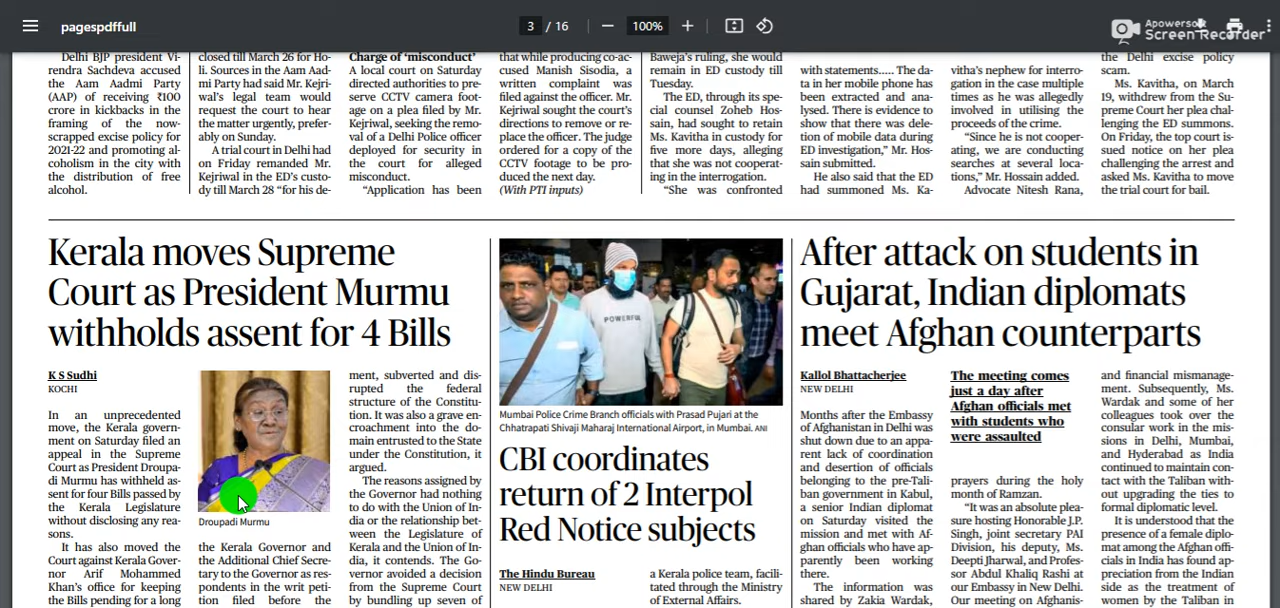 pagespdffull
3 / 16
100%
Apowersoft
Screen Recorder
Delhi BJP president Vi-
rendra Sachdeva accused
the Aam Aadmi Party
(AAP) of receiving ₹100
crore in kickbacks in the
framing of the now-
scrapped excise policy for
2021-22 and promoting al-
coholism in the city with
the distribution of free
alcohol.
closed till March 26 for Ho-
li. Sources in the Aam Aad-
mi Party had said Mr. Kejri-
wal's legal team would
request the court to hear
the matter urgently, prefer-
ably on Sunday.
A trial court in Delhi had
on Friday remanded Mr.
Kejriwal in the ED's custo-
dy till March 28 “for his de-
Charge of ‘misconduct’
A local court on Saturday
directed authorities to pre-
serve CCTV camera foot-
age on a plea filed by Mr.
Kejriwal, seeking the remo-
val of a Delhi Police officer
deployed for security in
the court for alleged
misconduct.
“Application has been
that while producing co-ac-
cused Manish Sisodia, a
written complaint was
filed against the officer. Mr.
Kejriwal sought the court's
directions to remove or re-
place the officer. The judge
ordered for a copy of the
CCTV footage to be pro-
duced the next day.
(With PTI inputs)
Baweja's ruling, she would
remain in ED custody till
Tuesday.
The ED, through its spe-
cial counsel Zoheb Hos-
sain, had sought to retain
Ms. Kavitha in custody for
five more days, alleging
that she was not cooperat-
ing in the interrogation.
“She was confronted
with statements..... The da-
ta in her mobile phone has
been extracted and ana-
lysed. There is evidence to
show that there was dele-
tion of mobile data during
ED investigation,” Mr. Hos-
sain submitted.
He also said that the ED
had summoned Ms. Ka-
vitha's nephew for interro-
gation in the case multiple
times as he was allegedly
involved in utilising the
proceeds of the crime.
“Since he is not cooper-
ating, we are conducting
searches at several loca-
tions,” Mr. Hossain added.
Advocate Nitesh Rana,
the Delhi excise policy
scam.
Ms. Kavitha, on March
19, withdrew from the Su-
preme Court her plea chal-
lenging the ED summons.
On Friday, the top court is-
sued notice on her plea
challenging the arrest and
asked Ms. Kavitha to move
the trial court for bail.
Kerala moves Supreme
Court as President Murmu
withholds assent for 4 Bills
K S Sudhi
KOCHI
In an unprecedented
move, the Kerala govern-
ment on Saturday filed an
appeal in the Supreme
Court as President Droupa-
di Murmu has withheld as-
sent for four Bills passed by
the Kerala Legislature
without disclosing any rea-
sons.
It has also moved the
Court against Kerala Gover-
nor Arif Mohammed
Khan's office for keeping
the Bills pending for a long
Droupadi Murmu
the Kerala Governor and
the Additional Chief Secre-
tary to the Governor as res-
pondents in the writ peti-
tion filed before the
ment, subverted and dis-
rupted the federal
structure of the Constitu-
tion. It was also a grave en-
croachment into the do-
main entrusted to the State
under the Constitution, it
argued.
The reasons assigned by
the Governor had nothing
to do with the Union of In-
dia or the relationship bet-
ween the Legislature of
Kerala and the Union of In-
dia, it contends. The Go-
vernor avoided a decision
from the Supreme Court
by bundling up seven of
POWERFUL
Mumbai Police Crime Branch officials with Prasad Pujari at the
Chhatrapati Shivaji Maharaj International Airport, in Mumbai. ANI
CBI coordinates
return of 2 Interpol
Red Notice subjects
The Hindu Bureau
NEW DELHI
a Kerala police team, facili-
tated through the Ministry
of External Affairs.
After attack on students in
Gujarat, Indian diplomats
meet Afghan counterparts
Kallol Bhattacherjee
NEW DELHI
Months after the Embassy
of Afghanistan in Delhi was
shut down due to an appa-
rent lack of coordination
and desertion of officials
belonging to the pre-Tali-
ban government in Kabul,
a senior Indian diplomat
on Saturday visited the
mission and met with Af-
ghan officials who have ap-
parently been working
there.
The information was
shared by Zakia Wardak,
The meeting comes
just a day after
Afghan officials met
with students who
were assaulted
prayers during the holy
month of Ramzan.
“It was an absolute plea-
sure hosting Honorable J.P.
Singh, joint secretary PAI
Division, his deputy, Ms.
Deepti Jharwal, and Profes-
sor Abdul Khaliq Rashi at
our Embassy in New Delhi.
Our meeting on Afghanis-
and financial mismanage-
ment. Subsequently, Ms.
Wardak and some of her
colleagues took over the
consular work in the mis-
sions in Delhi, Mumbai,
and Hyderabad as India
continued to maintain con-
tact with the Taliban with-
out upgrading the ties to
formal diplomatic level.
It is understood that the
presence of a female diplo-
mat among the Afghan offi-
cials in India has found ap-
preciation from the Indian
side as the treatment of
women by the Taliban in